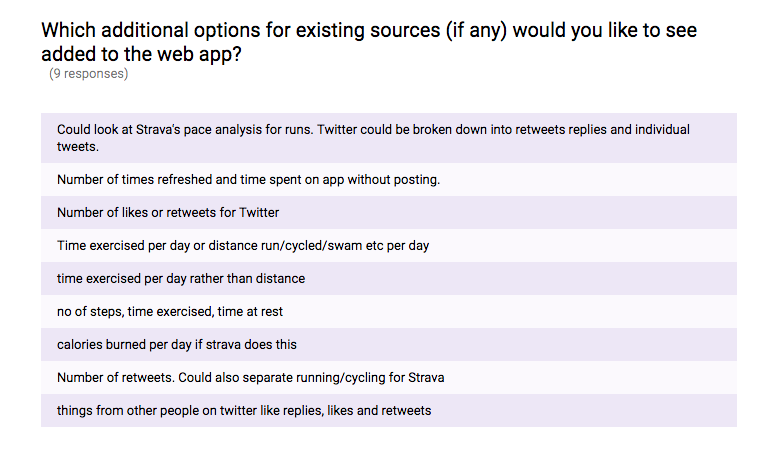 Which additional options for existing sources (if any) would you like to see
added to the web app?
(9 responses)
Could look at Strava's pace analysis for runs. Twitter could be broken down into retweets replies and individual
tweets.
Number of times refreshed and time spent on app without posting.
Number of likes or retweets for Twitter
Time exercised per day or distance run/cycled/swam etc per day
time exercised per day rather than distance
no of steps, time exercised, time at rest
calories burned per day if strava does this
Number of retweets. Could also separate running/cycling for Strava
things from other people on twitter like replies, likes and retweets